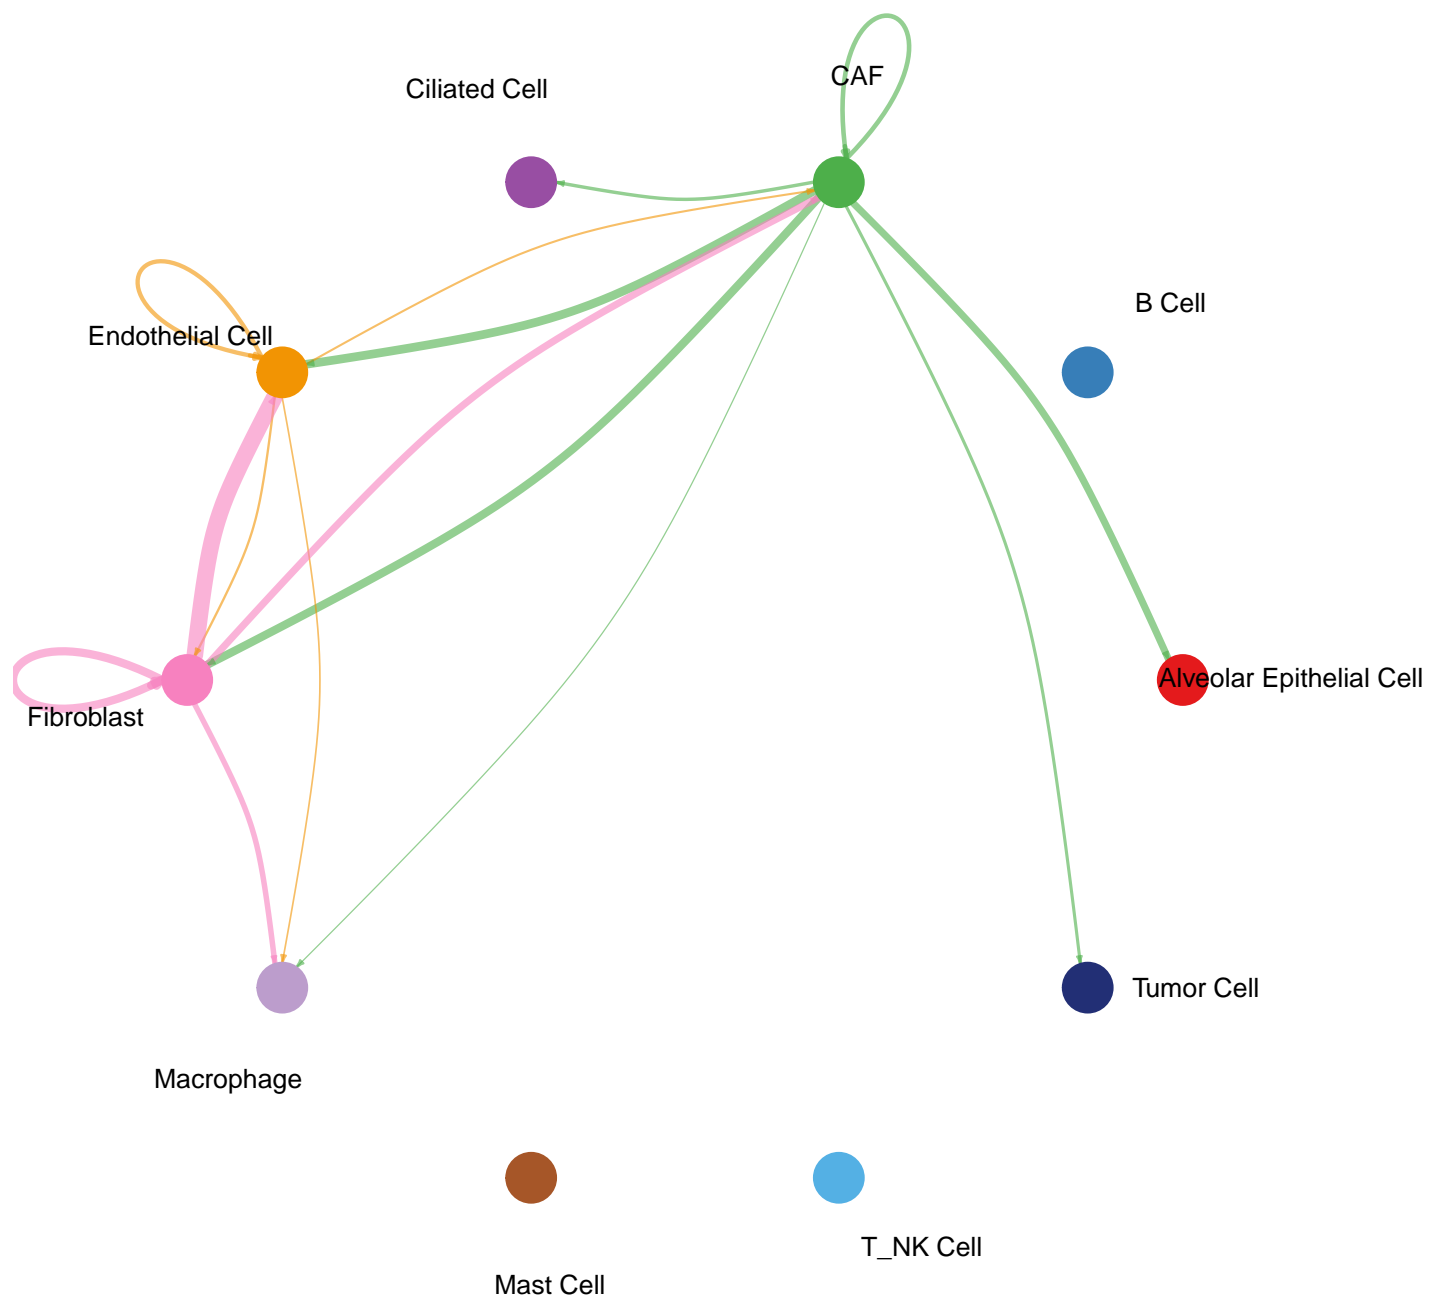 CAF
Ciliated Cell
B Cell
Endothelial Cell
Alveolar Epithelial Cell
Fibroblast
Tumor Cell
Macrophage
T_NK Cell
Mast Cell